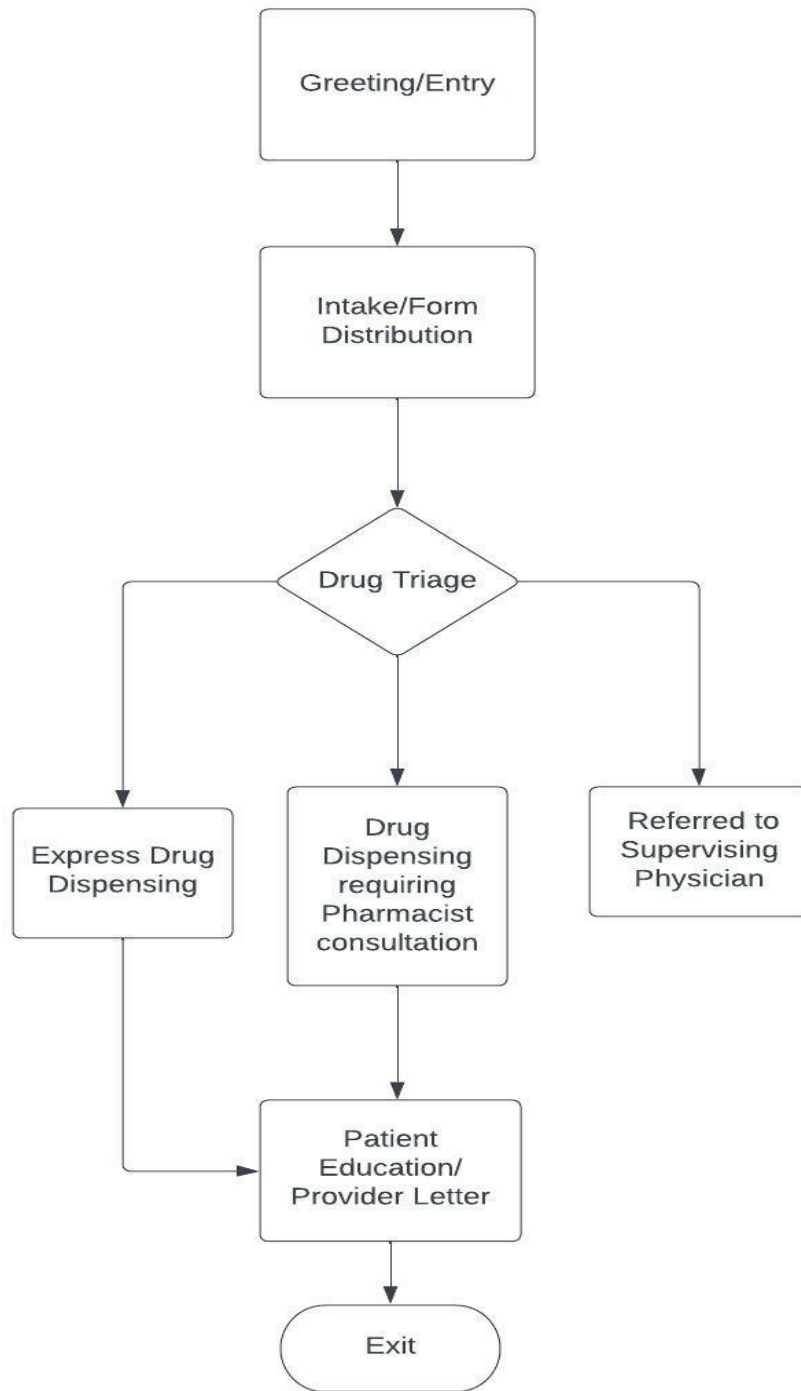 Greeting/Entry
Intake/Form
Distribution
Drug Triage
Express Drug
Dispensing
Drug
Dispensing
requiring
Pharmacist
consultation
Referred to
Supervising
Physician
Patient
Education/
Provider Letter
Exit